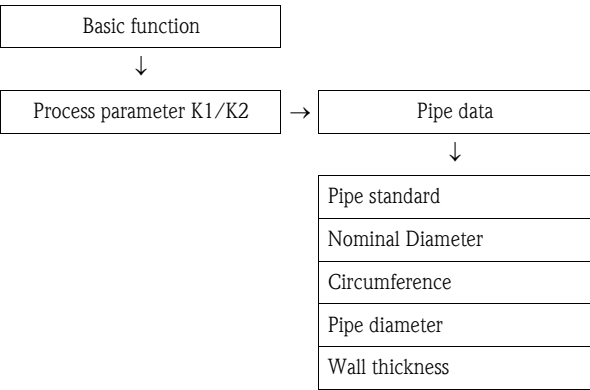 Basic function
↓
Process parameter K1/K2 → Pipe data
↓
Pipe standard
Nominal Diameter
Circumference
Pipe diameter
Wall thickness